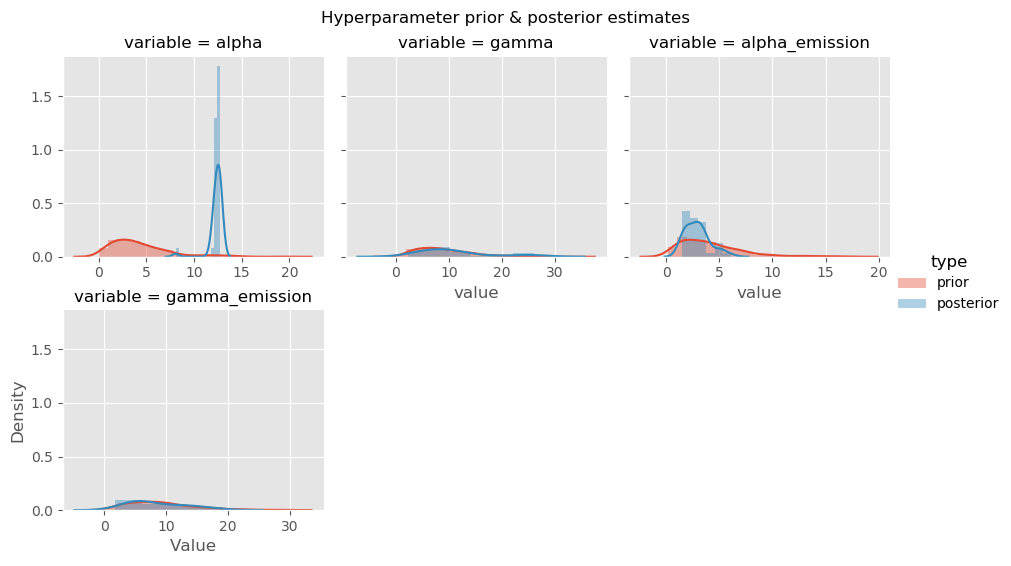 Hyperparameter prior & posterior estimates
variable = alpha
variable = gamma
variable = alpha_emission
1.5
1.0
0.5
0.0
0 5 10 15 20
0 10 20 30
value
0 5 10 15 20
value
type
prior
posterior
variable = gamma_emission
Density
1.5
1.0
0.5
0.0
0 10 20 30
Value